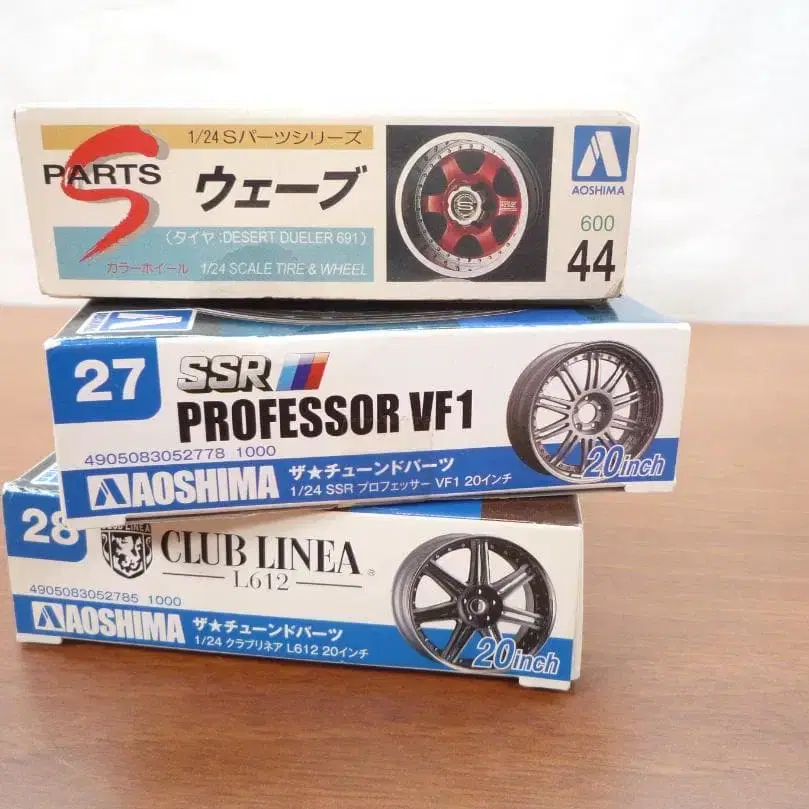 1/24 Sパーツシリーズ
S
PARTS
ウェーブ
(タイヤ:DESERT DUELER 691)
カラーホイール 1/24 SCALE TIRE & WHEEL
S
AOSHIMA
600
44
27
SSR
PROFESSOR VF1
4905083052778 1000
AOSHIMA
ザ★チューンドパーツ
1/24 SSR プロフェッサー VF1 20インチ
20inch
28
CLUB LINEA
CLUB LINEA
L612
®
4905083052785 1000
AOSHIMA
ザ★チューンドパーツ
1/24 クラブリネア L612 20インチ
20inch